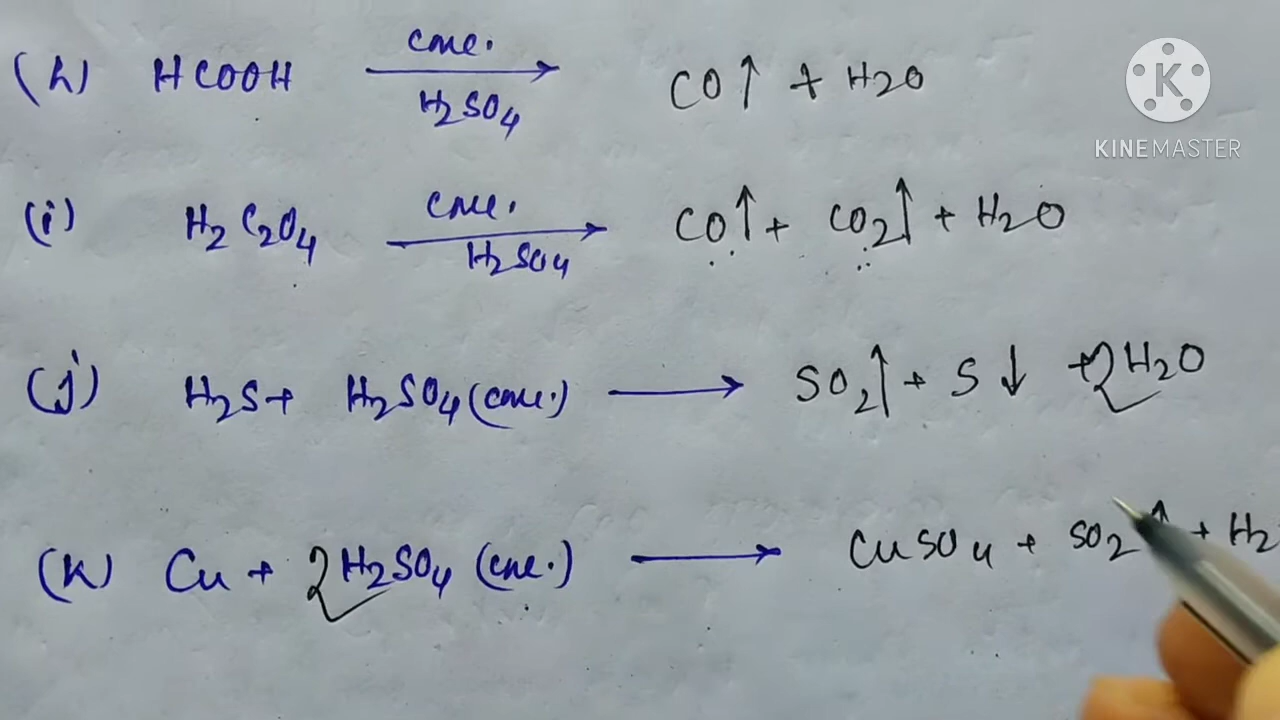 (h) HCOOH conc. H2SO4 → CO↑ + H2O
KINEMASTER
(i) H2C2O4 conc. H2SO4 → CO↑ + CO2↑ + H2O
(j) H2S + H2SO4 (conc.) → SO2↑ + S↓ + 2H2O
(k) Cu + 2H2SO4 (conc.) → CuSO4 + SO2↑ + H2